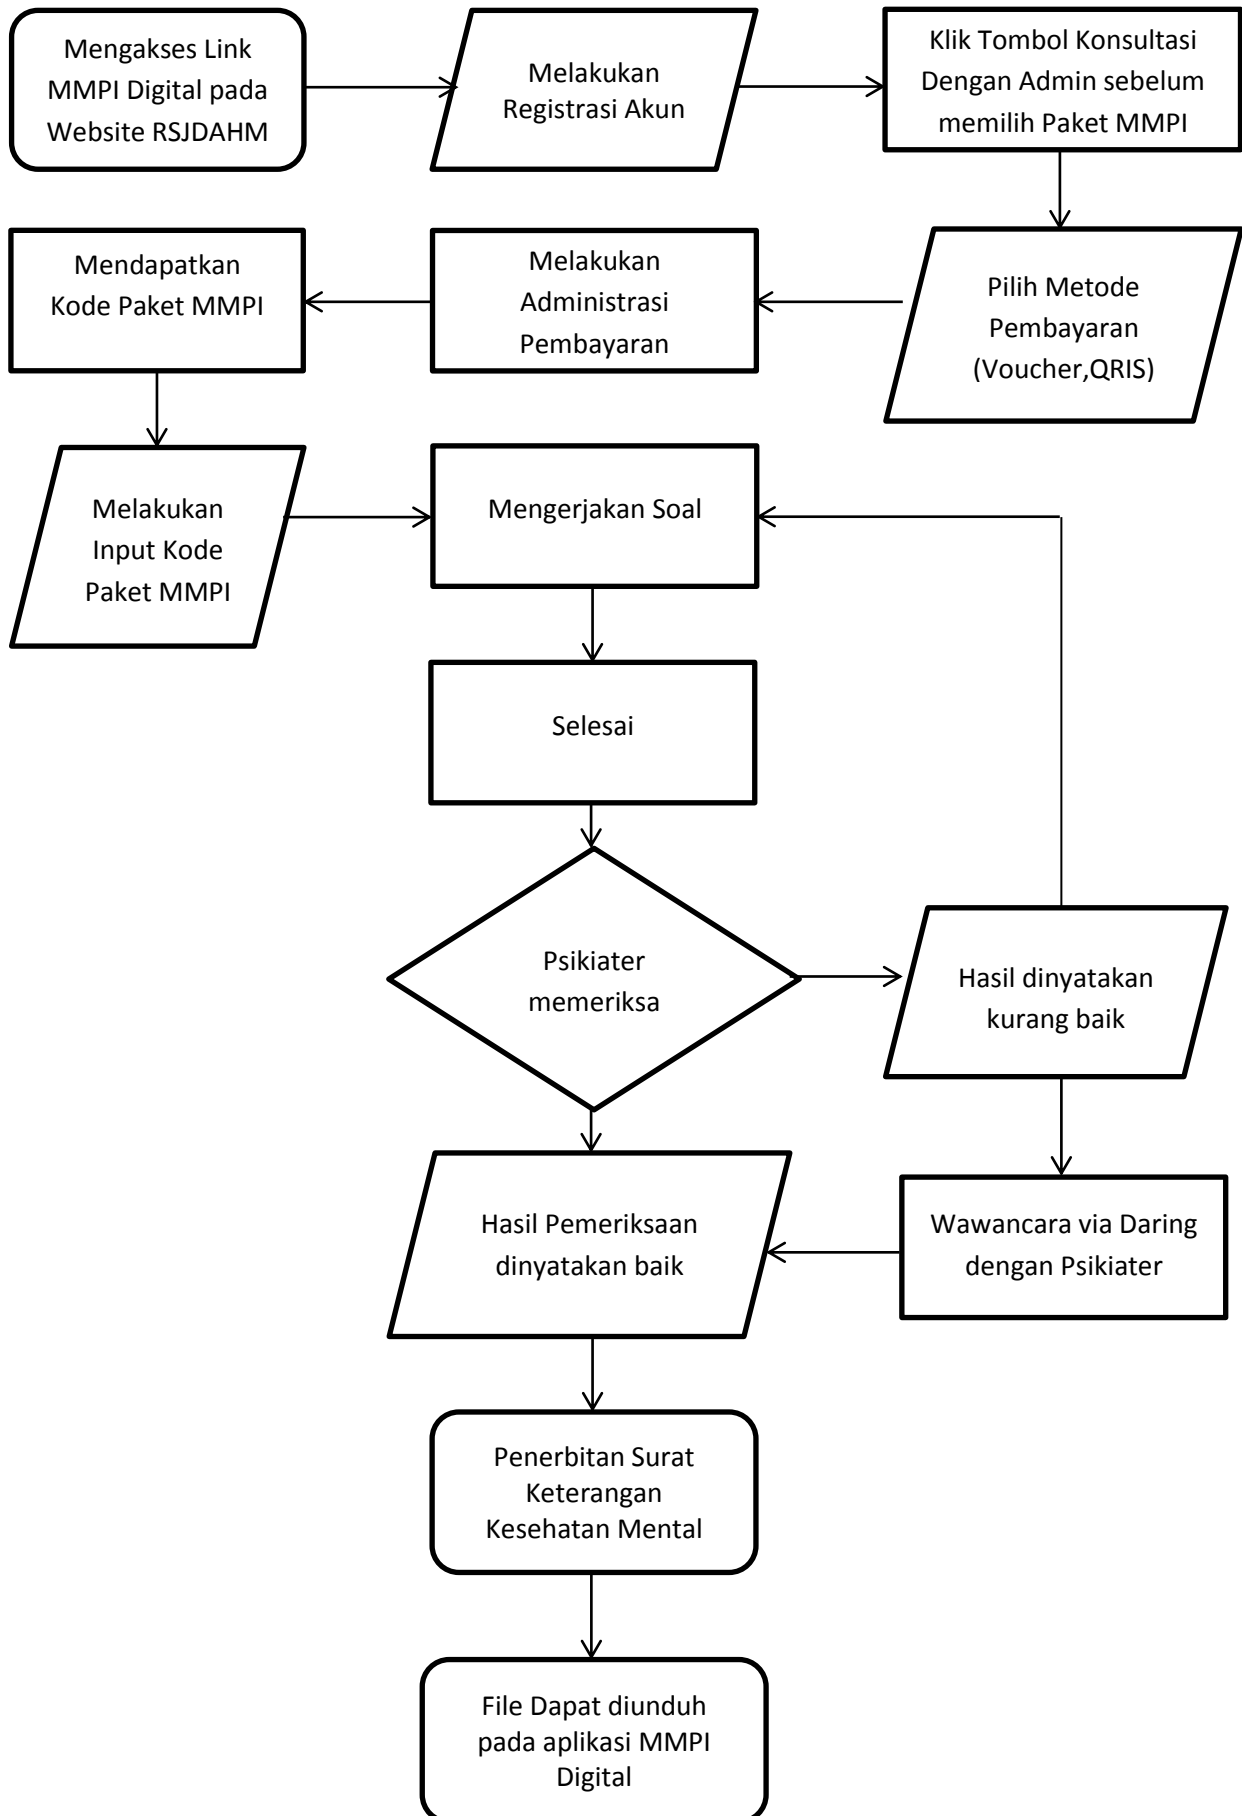 Mengakses Link
MMPI Digital pada
Website RSJDAHM
Melakukan
Registrasi Akun
Klik Tombol Konsultasi
Dengan Admin sebelum
memilih Paket MMPI
Pilih Metode
Pembayaran
(Voucher,QRIS)
Melakukan
Administrasi
Pembayaran
Mendapatkan
Kode Paket MMPI
Melakukan
Input Kode
Paket MMPI
Mengerjakan Soal
Selesai
Psikiater
memeriksa
Hasil dinyatakan
kurang baik
Wawancara via Daring
dengan Psikiater
Hasil Pemeriksaan
dinyatakan baik
Penerbitan Surat
Keterangan
Kesehatan Mental
File Dapat diunduh
pada aplikasi MMPI
Digital